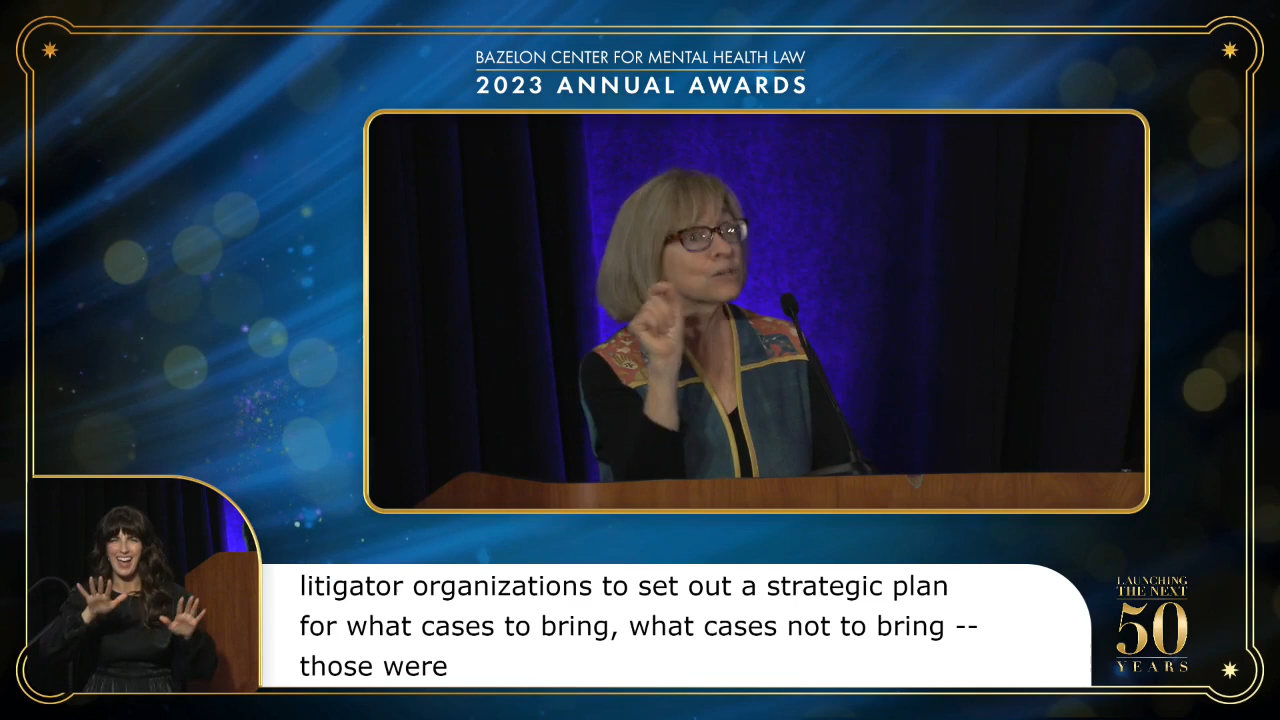 BAZELON CENTER FOR MENTAL HEALTH LAW
2023 ANNUAL AWARDS
litigator organizations to set out a strategic plan
for what cases to bring, what cases not to bring --
those were
LAUNCHING
THE NEXT
50
YEARS